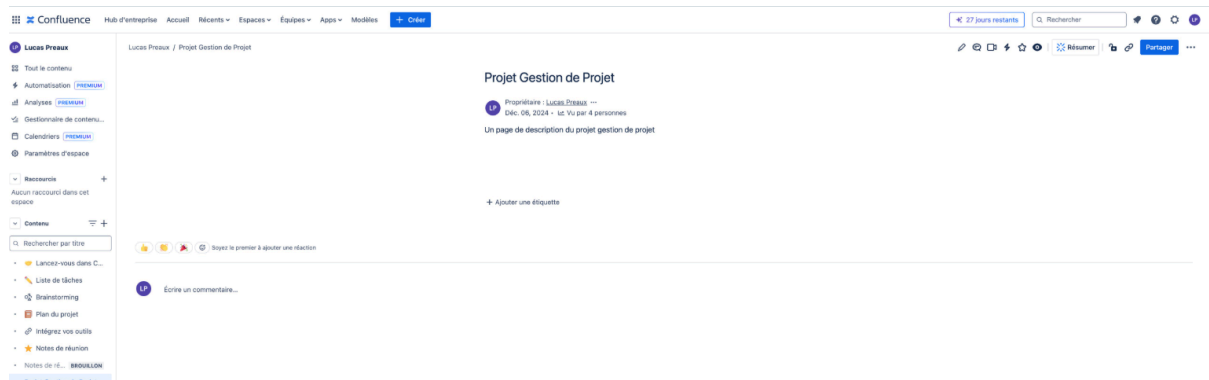 Confluence Hub d'entreprise Accueil Récents Espaces Équipes Apps Modèles + Créer 27 jours restants Rechercher LP
LP Lucas Preaux
Lucas Preaux / Projet Gestion de Projet
Résumer Partager
Tout le contenu
Automatisation PREMIUM
Analyses PREMIUM
Gestionnaire de contenu...
Calendriers PREMIUM
Paramètres d'espace
Raccourcis
Aucun raccourci dans cet
espace
Contenu
Rechercher par titre
Lancez-vous dans C...
Liste de tâches
Brainstorming
Plan du projet
Intégrez vos outils
Notes de réunion
Notes de ré... BROUILLON
Projet Gestion de Projet
LP
Propriétaire : Lucas Preaux
Déc. 06, 2024 • Vu par 4 personnes
Un page de description du projet gestion de projet
+ Ajouter une étiquette
Soyez le premier à ajouter une réaction
LP Écrire un commentaire...